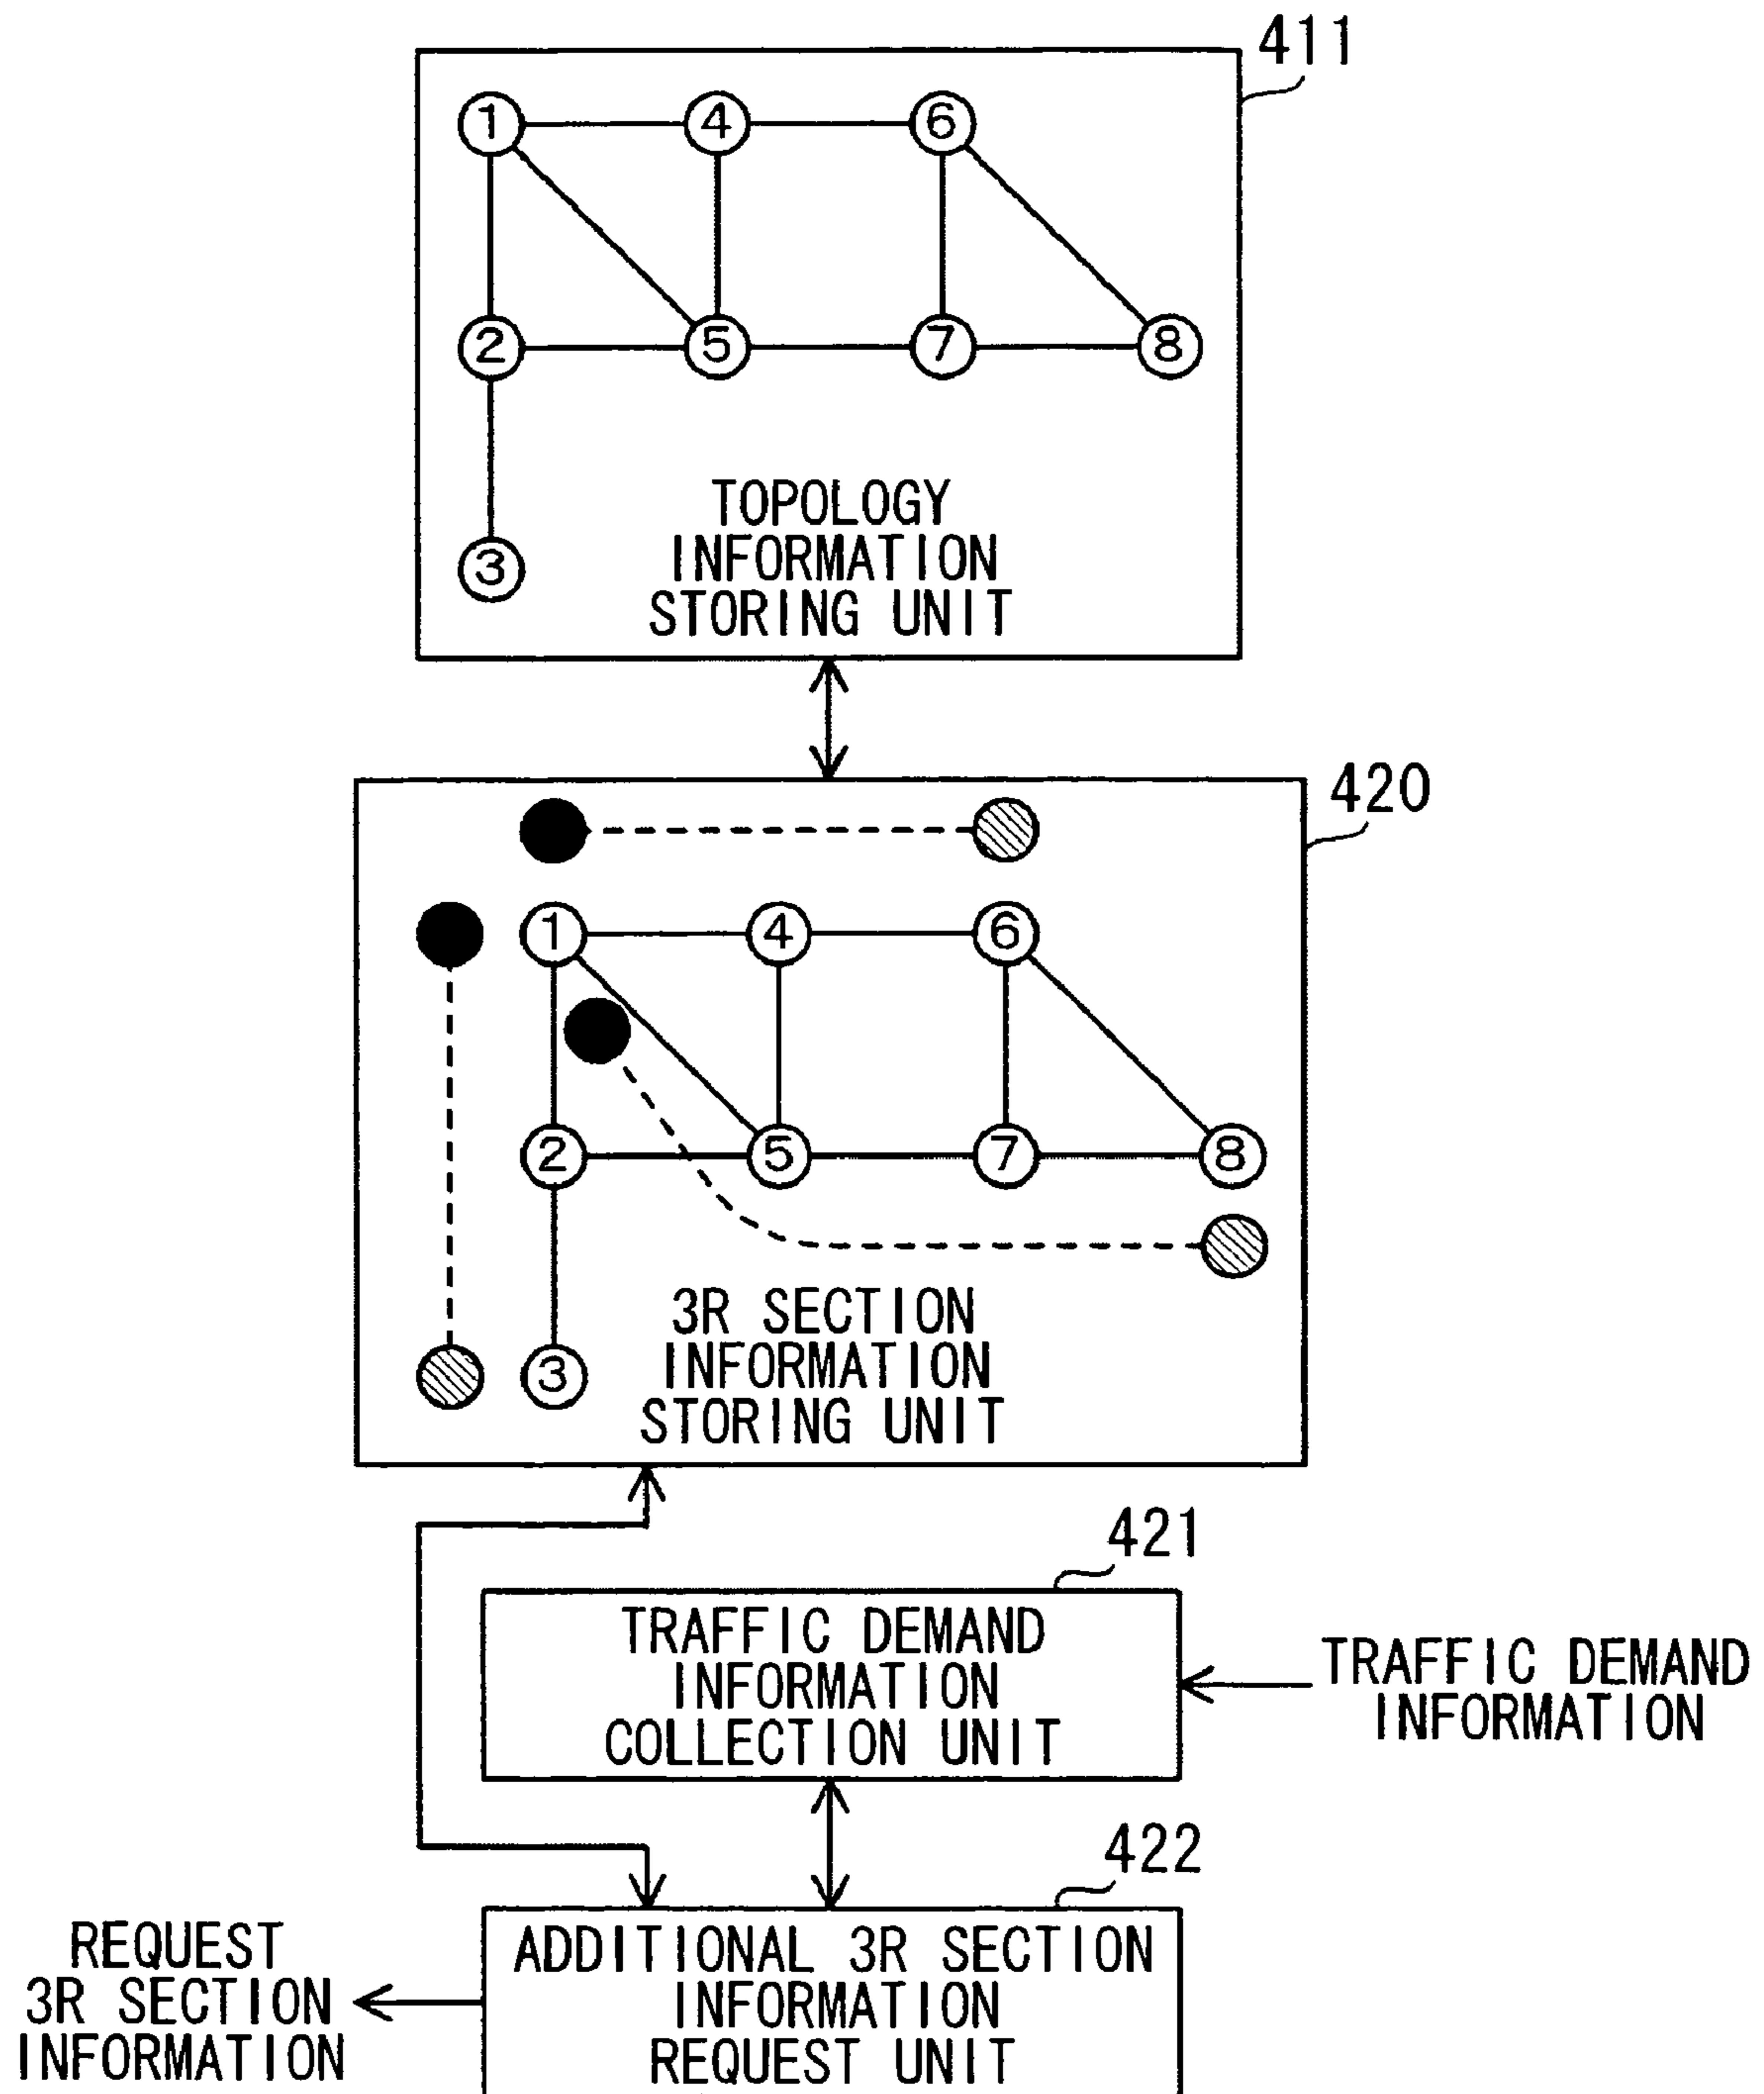 411
1 4 6
2 5 7 8
3
TOPOLOGY
INFORMATION
STORING UNIT
420
1 4 6
2 5 7 8
3
3R SECTION
INFORMATION
STORING UNIT
421
TRAFFIC DEMAND
INFORMATION
COLLECTION UNIT
TRAFFIC DEMAND
INFORMATION
422
ADDITIONAL 3R SECTION
INFORMATION
REQUEST UNIT
REQUEST
3R SECTION
INFORMATION